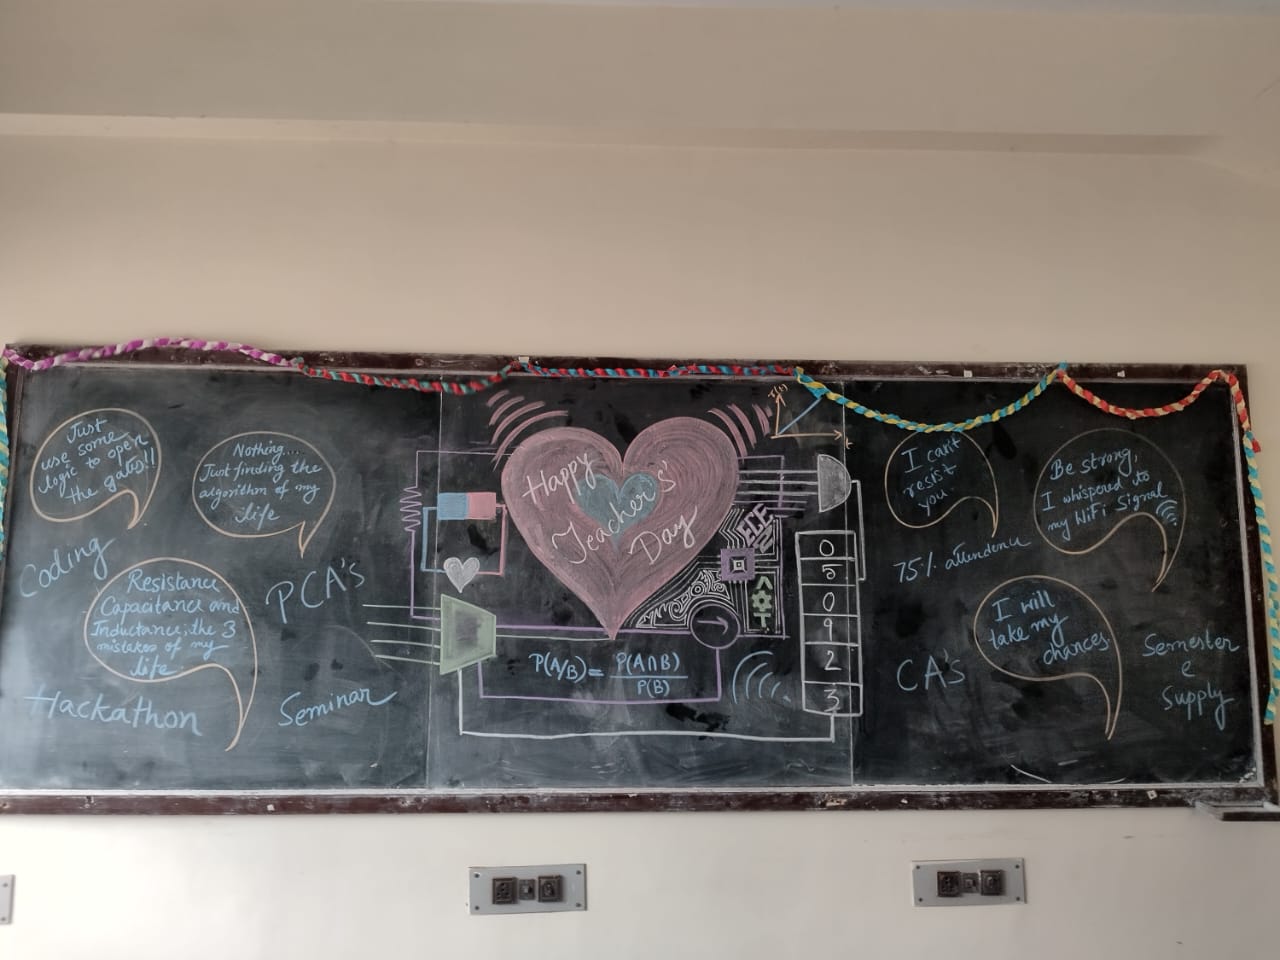 Just
use some
logic to open
the gates!!
Nothing....
Just finding the
algorithm of my
life
Coding
Resistance
Capacitance and
Inductance; the 3
mistakes of my
life
PCA's
Hackathon
Seminar
Happy
Teacher's'
Day
ECE
P(A/B)= P(A∩B)
P(B)
t
0
5
0
9
2
3
I can't
resist
you
Be strong,
I whispered to
my WiFi Signal
75% attendence
I will
take my
chances
CA's
Semester
e
Supply